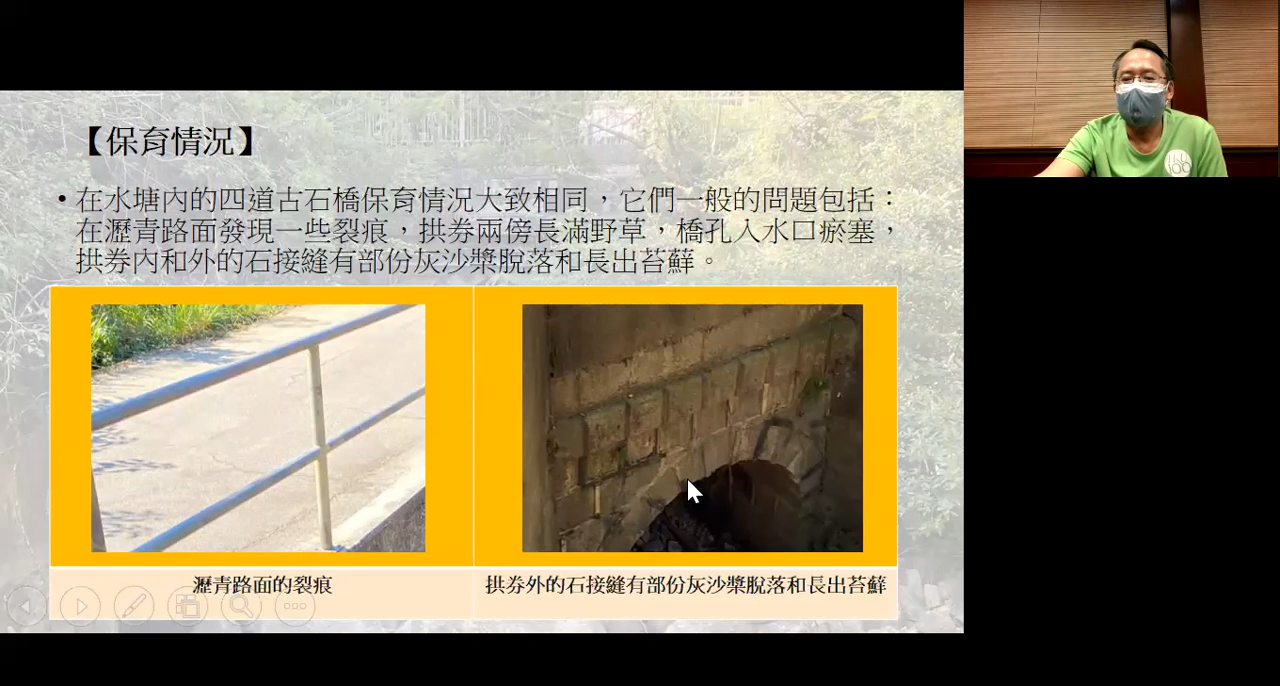 【保育情況】
• 在水塘內的四道古石橋保育情況大致相同，它們一般的問題包括：
在瀝青路面發現一些裂痕，拱券兩傍長滿野草，橋孔入水口瘀塞，
拱券內和外的石接縫有部份灰沙漿脫落和長出苔蘚。
瀝青路面的裂痕
拱券外的石接縫有部份灰沙漿脫落和長出苔蘚
100